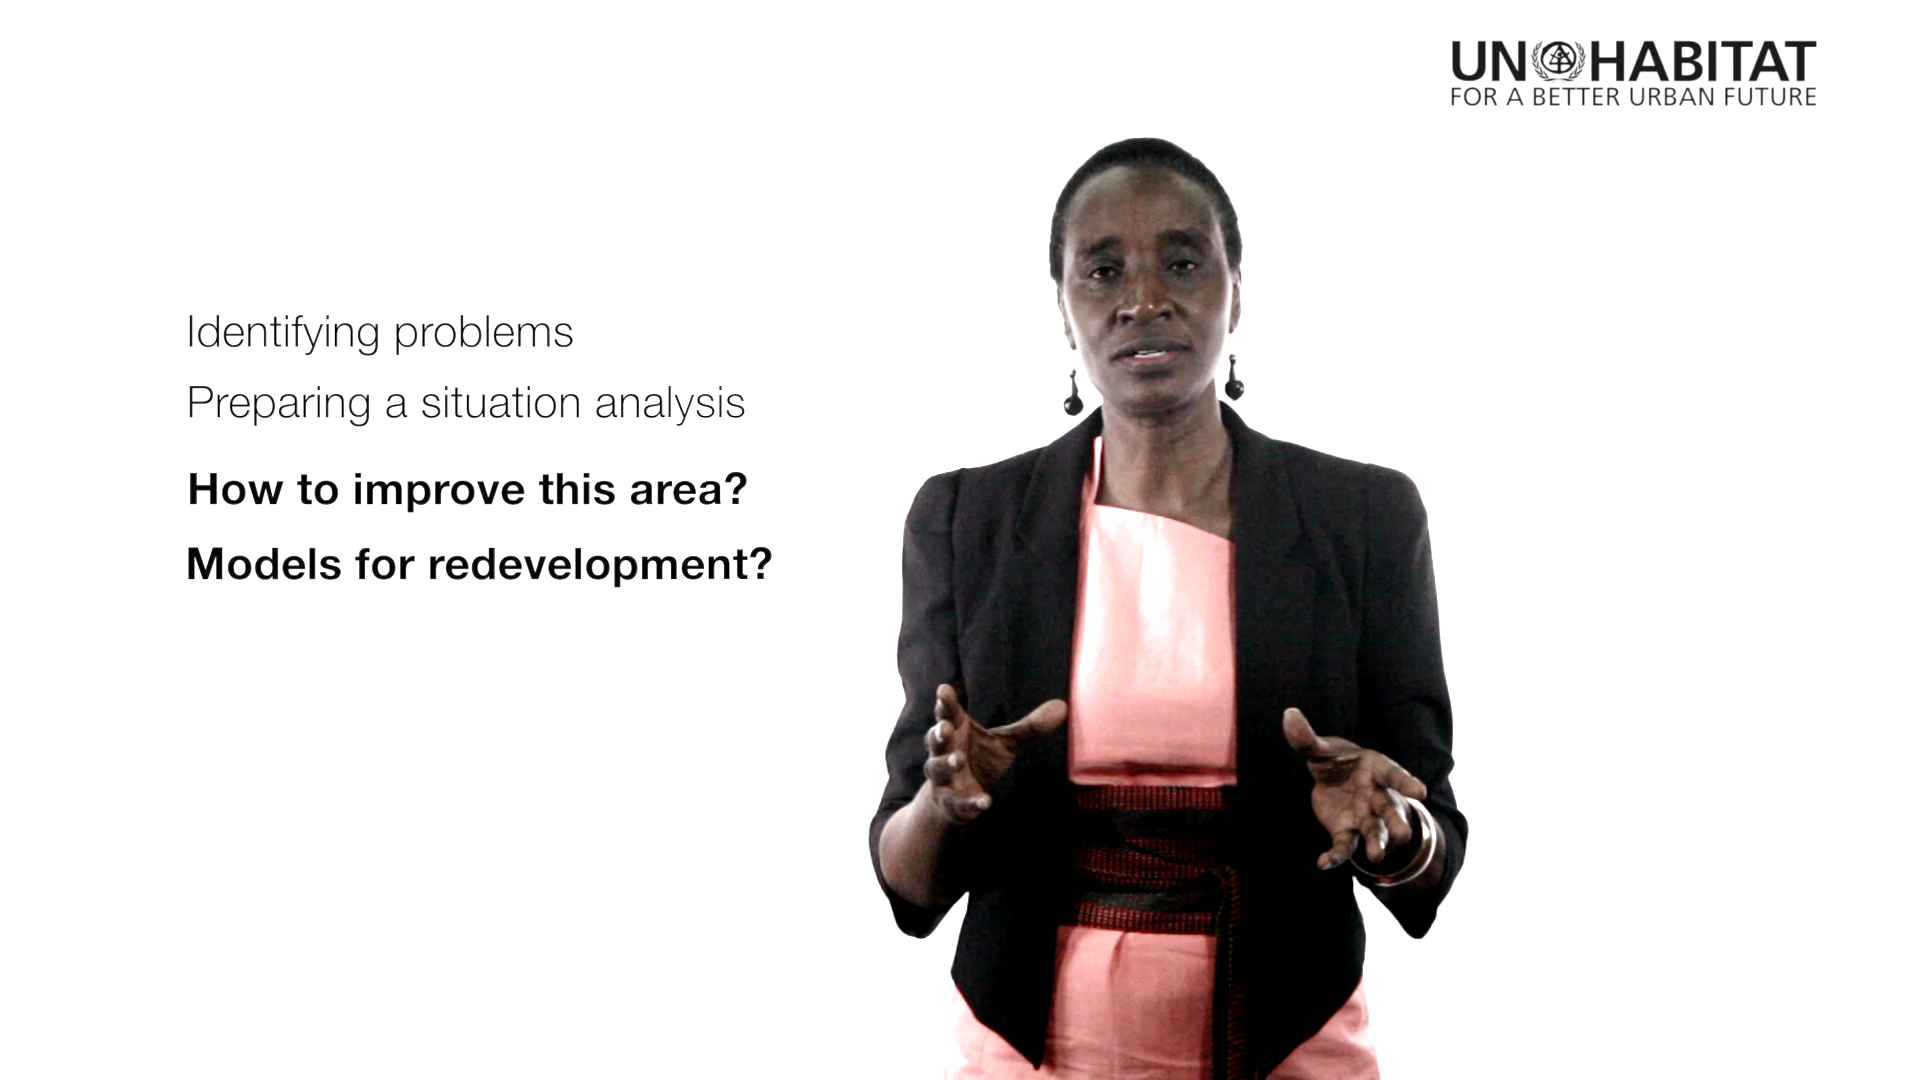 UN HABITAT
FOR A BETTER URBAN FUTURE
Identifying problems
Preparing a situation analysis
How to improve this area?
Models for redevelopment?